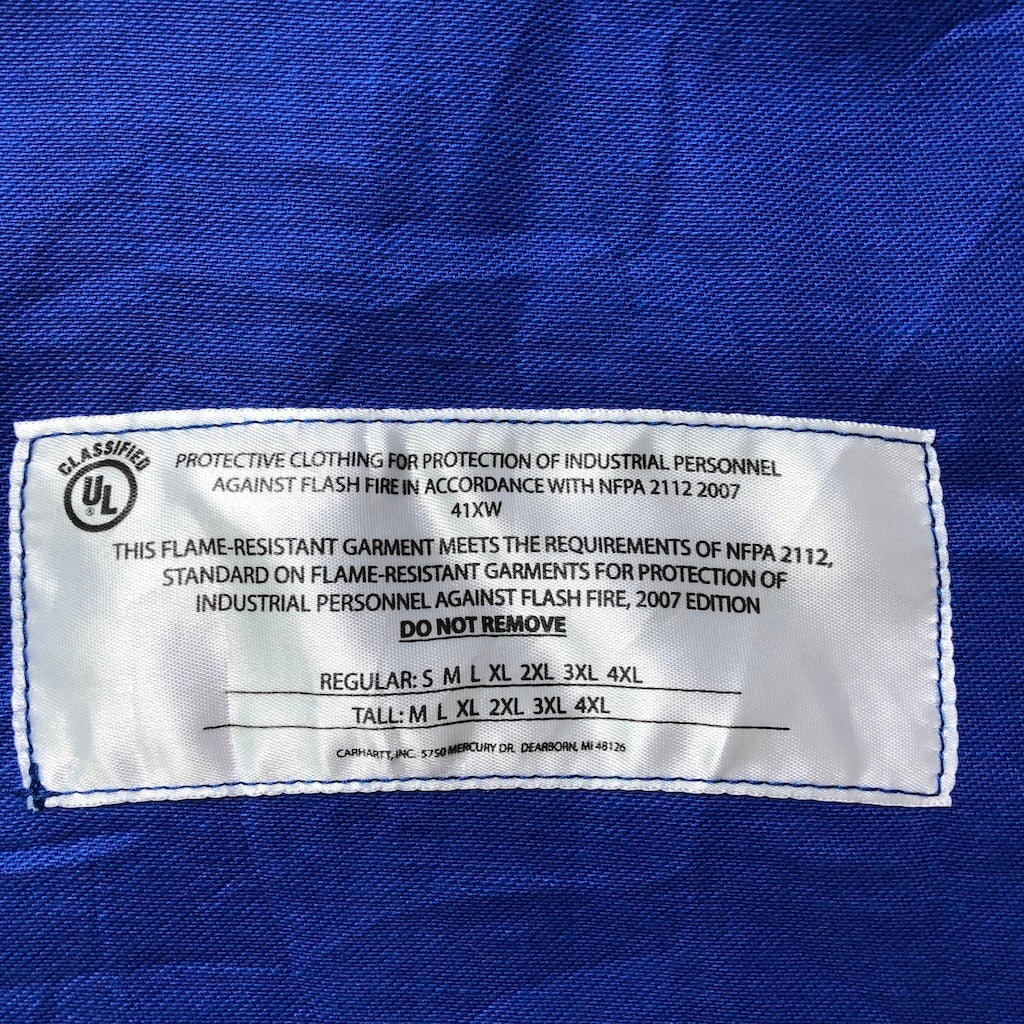 CLASSIFIED
UL
®
PROTECTIVE CLOTHING FOR PROTECTION OF INDUSTRIAL PERSONNEL
AGAINST FLASH FIRE IN ACCORDANCE WITH NFPA 2112 2007
41XW
THIS FLAME-RESISTANT GARMENT MEETS THE REQUIREMENTS OF NFPA 2112,
STANDARD ON FLAME-RESISTANT GARMENTS FOR PROTECTION OF
INDUSTRIAL PERSONNEL AGAINST FLASH FIRE, 2007 EDITION
DO NOT REMOVE
REGULAR: S M L XL 2XL 3XL 4XL
TALL: M L XL 2XL 3XL 4XL
CARHARTT, INC. 5750 MERCURY DR. DEARBORN, MI 48126